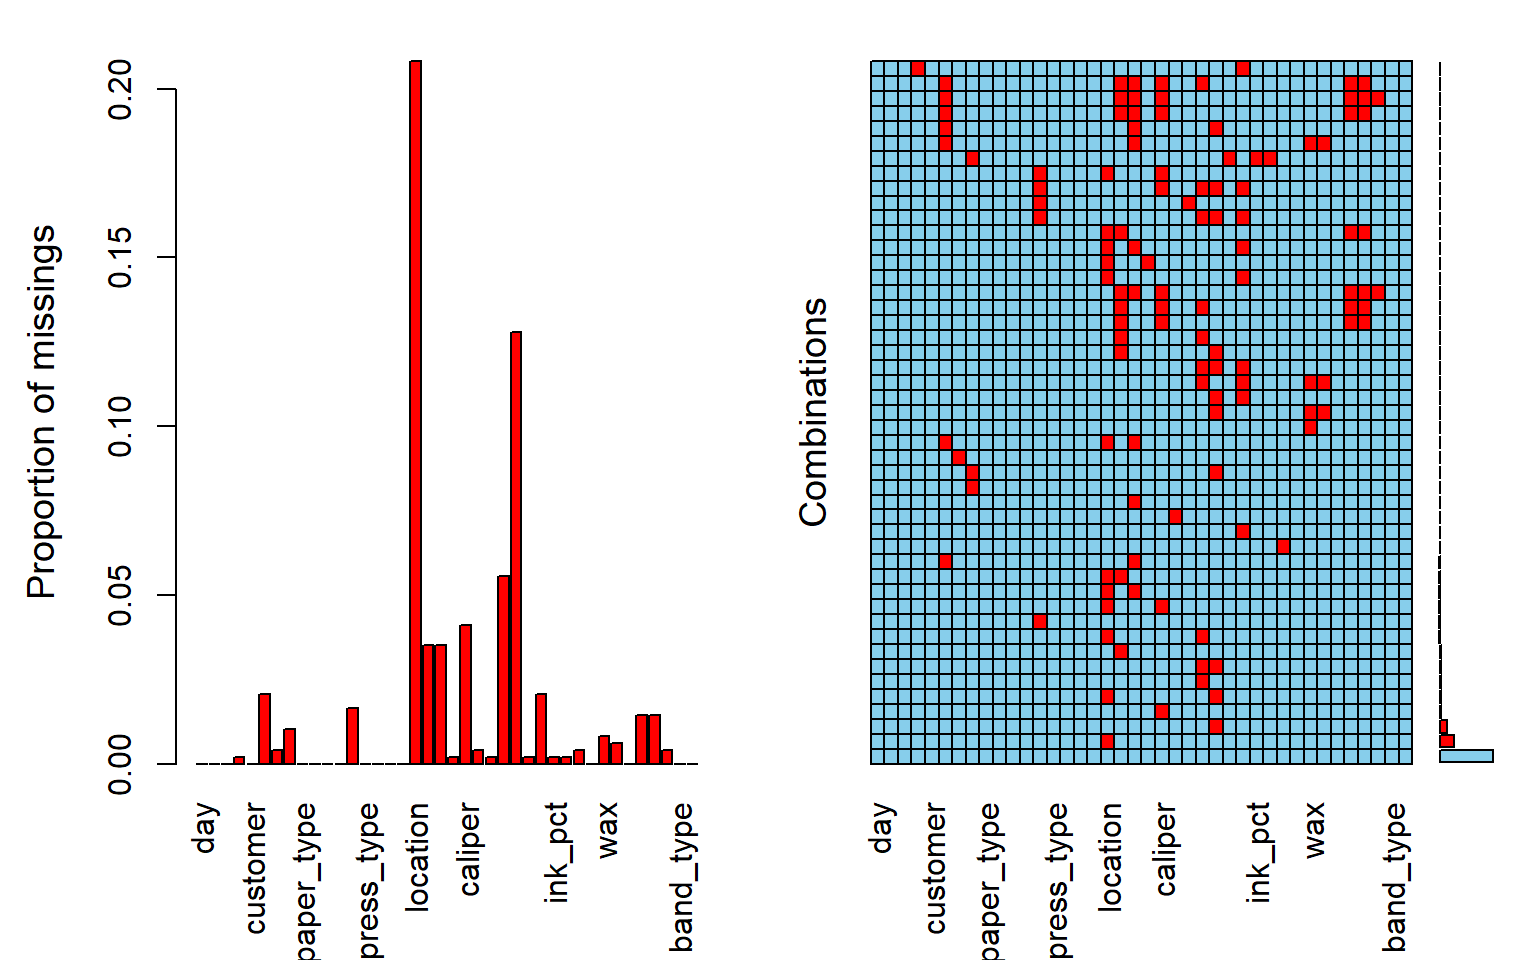 Proportion of missings
0.20
0.15
0.10
0.05
0.00
day
customer
paper_type
press_type
location
caliper
ink_pct
wax
band_type
Combinations
day
customer
paper_type
press_type
location
caliper
ink_pct
wax
band_type